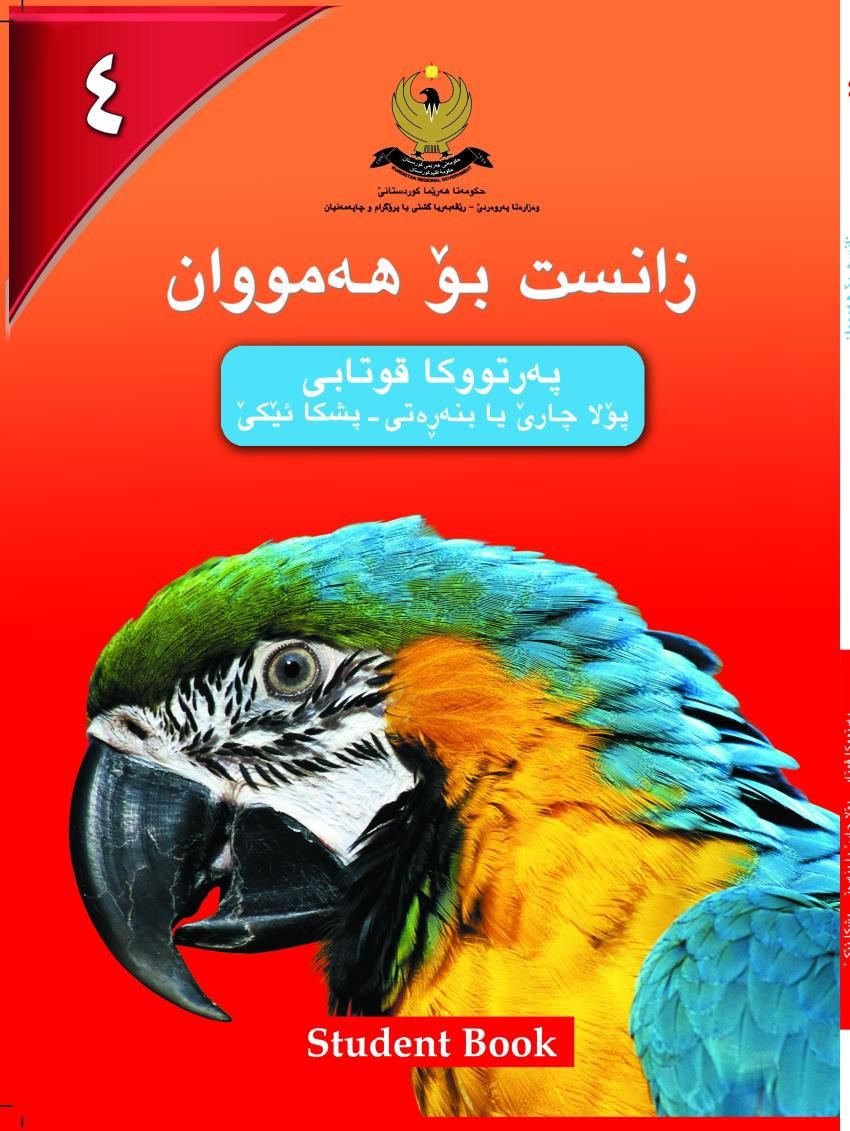 ٤
حکومەتا هەرێما کوردستانێ
وەزارەتا پەروەردێ - رێڤەبەریا گشتی یا پرۆگرام و چاپەمەنیان
زانست بۆ هەمووان
پەرتووکا قوتابی
پۆلا چارێ یا بنەڕەتی - پشکا ئێکێ
Student Book